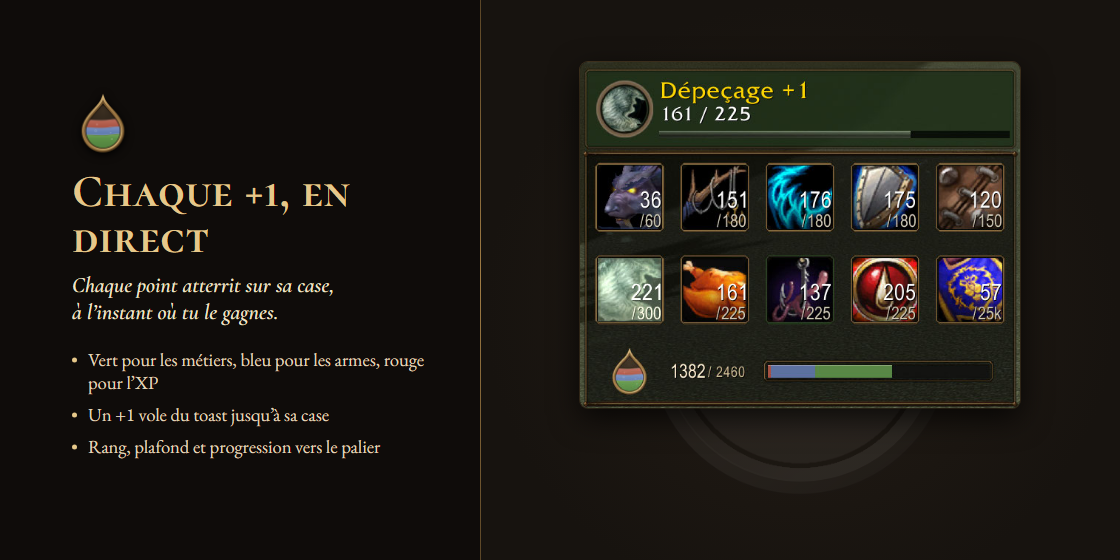 Chaque +1, en
direct
Chaque point atterrit sur sa case,
à l'instant où tu le gagnes.
• Vert pour les métiers, bleu pour les armes, rouge
pour l'XP
• Un +1 vole du toast jusqu'à sa case
• Rang, plafond et progression vers le palier
Dépeçage +1
161 / 225
36 151 176 175 120
/60 /180 /180 /180 /150
221 161 137 205 57
/300 /225 /225 /225 /25k
1382 / 2460